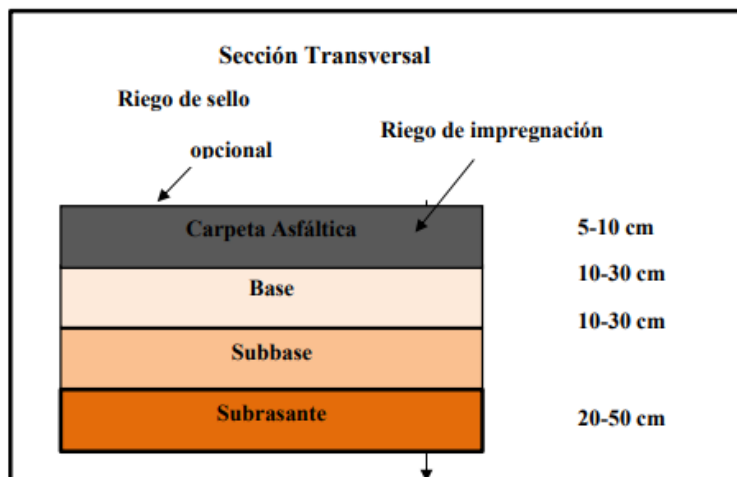 Sección Transversal
Riego de sello
opcional
Riego de impregnación
Carpeta Asfáltica
5-10 cm
Base
10-30 cm
10-30 cm
Subbase
Subrasante
20-50 cm